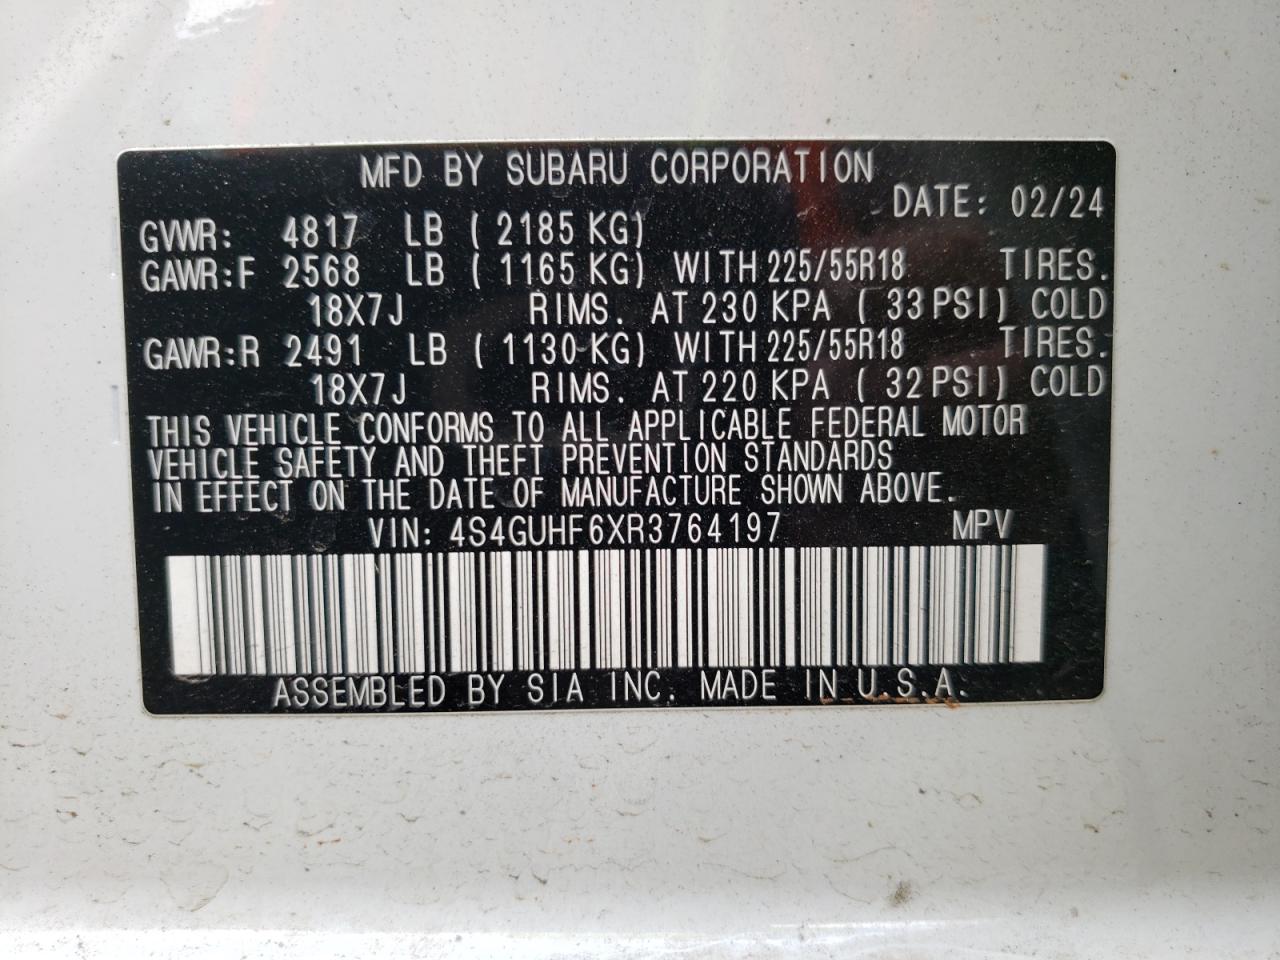 MFD BY SUBARU CORPORATION
DATE: 02/24
GVWR: 4817 LB ( 2185 KG)
GAWR:F 2568 LB ( 1165 KG) WITH 225/55R18 TIRES.
18X7J RIMS. AT 230 KPA ( 33 PSI) COLD
GAWR:R 2491 LB ( 1130 KG) WITH 225/55R18 TIRES.
18X7J RIMS. AT 220 KPA ( 32 PSI) COLD
THIS VEHICLE CONFORMS TO ALL APPLICABLE FEDERAL MOTOR
VEHICLE SAFETY AND THEFT PREVENTION STANDARDS
IN EFFECT ON THE DATE OF MANUFACTURE SHOWN ABOVE.
VIN: 4S4GUHF6XR3764197 MPV
ASSEMBLED BY SIA INC. MADE IN U.S.A.